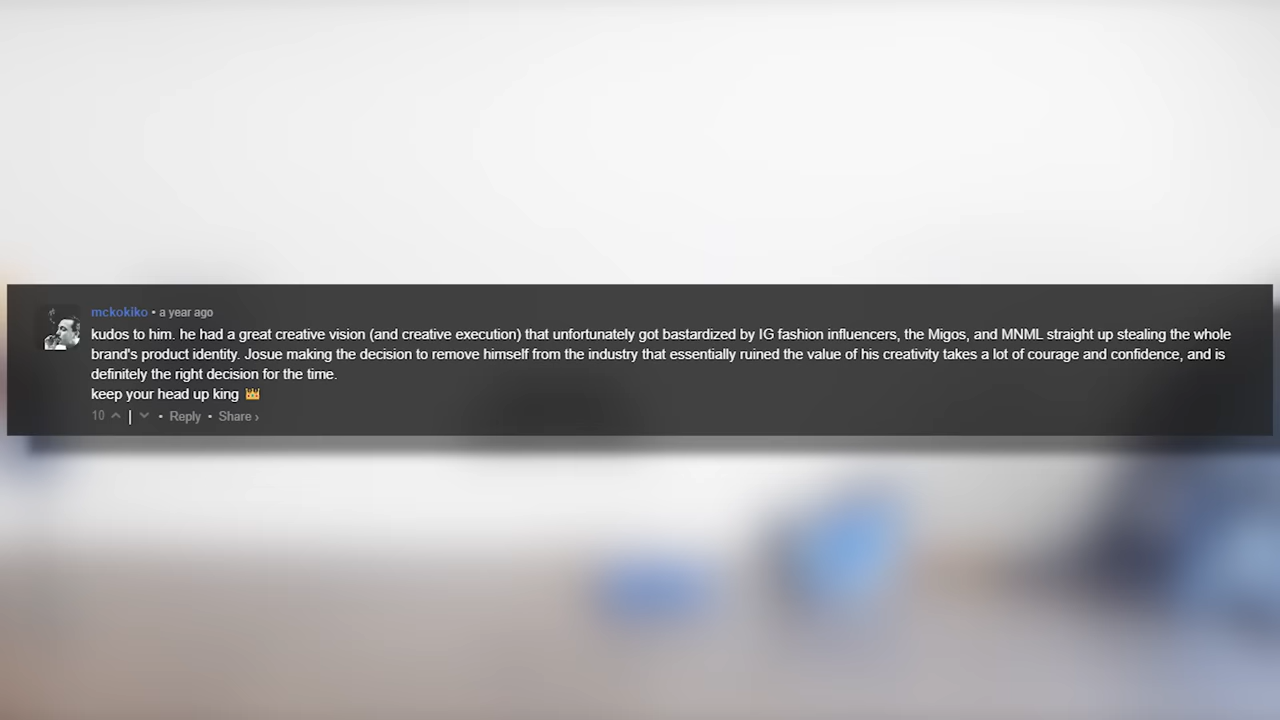 mckokiko • a year ago
kudos to him. he had a great creative vision (and creative execution) that unfortunately got bastardized by IG fashion influencers, the Migos, and MNML straight up stealing the whole
brand's product identity. Josue making the decision to remove himself from the industry that essentially ruined the value of his creativity takes a lot of courage and confidence, and is
definitely the right decision for the time.
keep your head up king 👑
10 | • Reply • Share ›